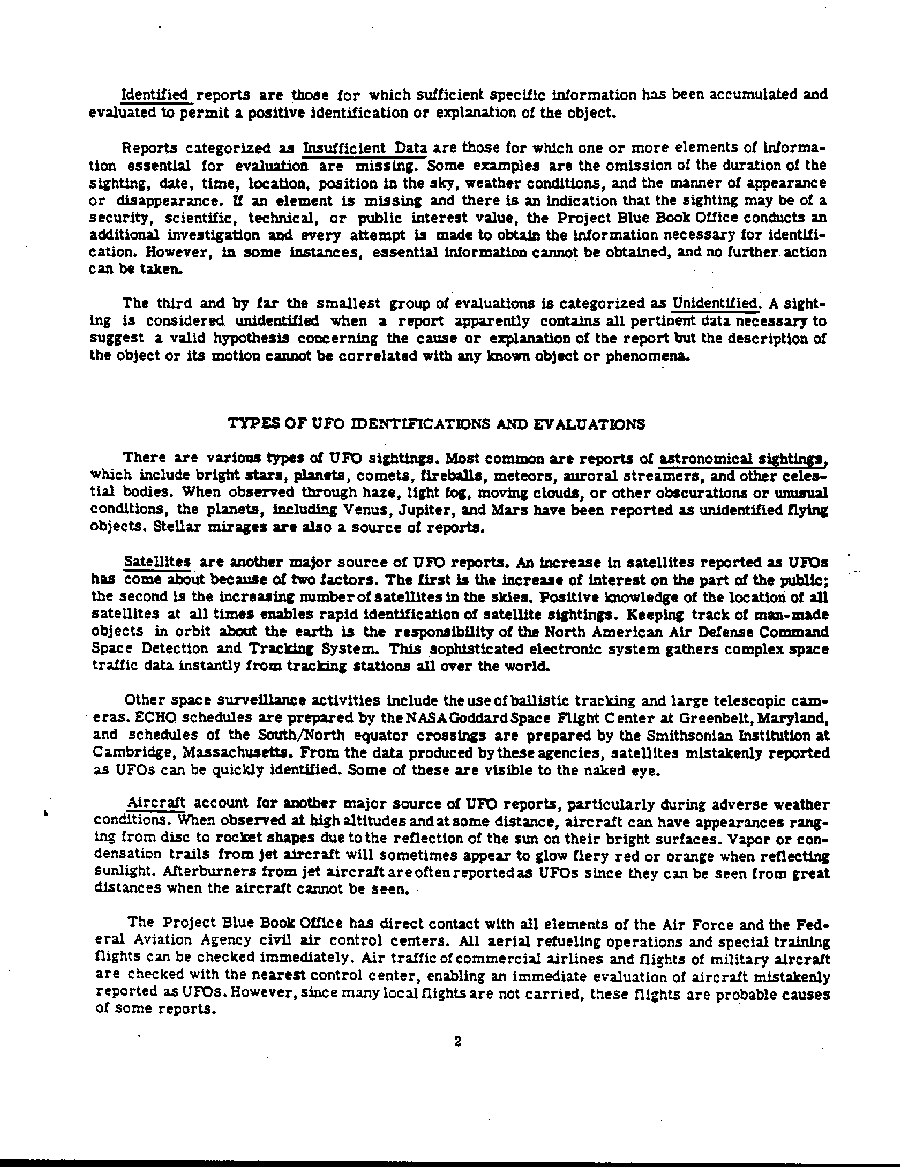 Identified reports are those for which sufficient specific information has been accumulated and
evaluated to permit a positive identification or explanation of the object.
Reports categorized as Insufficient Data are those for which one or more elements of informa-
tion essential for evaluation are missing. Some examples are the omission of the duration of the
sighting, date, time, location, position in the sky, weather conditions, and the manner of appearance
or disappearance. If an element is missing and there is an indication that the sighting may be of a
security, scientific, technical, or public interest value, the Project Blue Book Office conducts an
additional investigation and every attempt is made to obtain the information necessary for identifi-
cation. However, in some instances, essential information cannot be obtained, and no further action
can be taken.
The third and by far the smallest group of evaluations is categorized as Unidentified. A sight-
ing is considered unidentified when a report apparently contains all pertinent data necessary to
suggest a valid hypothesis concerning the cause or explanation of the report but the description of
the object or its motion cannot be correlated with any known object or phenomena.
TYPES OF UFO IDENTIFICATIONS AND EVALUATIONS
There are various types of UFO sightings. Most common are reports of astronomical sightings,
which include bright stars, planets, comets, fireballs, meteors, auroral streamers, and other celes-
tial bodies. When observed through haze, light fog, moving clouds, or other obscurations or unusual
conditions, the planets, including Venus, Jupiter, and Mars have been reported as unidentified flying
objects. Stellar mirages are also a source of reports.
Satellites are another major source of UFO reports. An increase in satellites reported as UFOs
has come about because of two factors. The first is the increase of interest on the part of the public;
the second is the increasing number of satellites in the skies. Positive knowledge of the location of all
satellites at all times enables rapid identification of satellite sightings. Keeping track of man-made
objects in orbit about the earth is the responsibility of the North American Air Defense Command
Space Detection and Tracking System. This sophisticated electronic system gathers complex space
traffic data instantly from tracking stations all over the world.
Other space surveillance activities include the use of ballistic tracking and large telescopic cam-
eras. ECHO schedules are prepared by the NASA Goddard Space Flight Center at Greenbelt, Maryland,
and schedules of the South/North equator crossings are prepared by the Smithsonian Institution at
Cambridge, Massachusetts. From the data produced by these agencies, satellites mistakenly reported
as UFOs can be quickly identified. Some of these are visible to the naked eye.
Aircraft account for another major source of UFO reports, particularly during adverse weather
conditions. When observed at high altitudes and at some distance, aircraft can have appearances rang-
ing from disc to rocket shapes due to the reflection of the sun on their bright surfaces. Vapor or con-
densation trails from jet aircraft will sometimes appear to glow fiery red or orange when reflecting
sunlight. Afterburners from jet aircraft are often reported as UFOs since they can be seen from great
distances when the aircraft cannot be seen.
The Project Blue Book Office has direct contact with all elements of the Air Force and the Fed-
eral Aviation Agency civil air control centers. All aerial refueling operations and special training
flights can be checked immediately. Air traffic of commercial airlines and flights of military aircraft
are checked with the nearest control center, enabling an immediate evaluation of aircraft mistakenly
reported as UFOs. However, since many local flights are not carried, these flights are probable causes
of some reports.
2